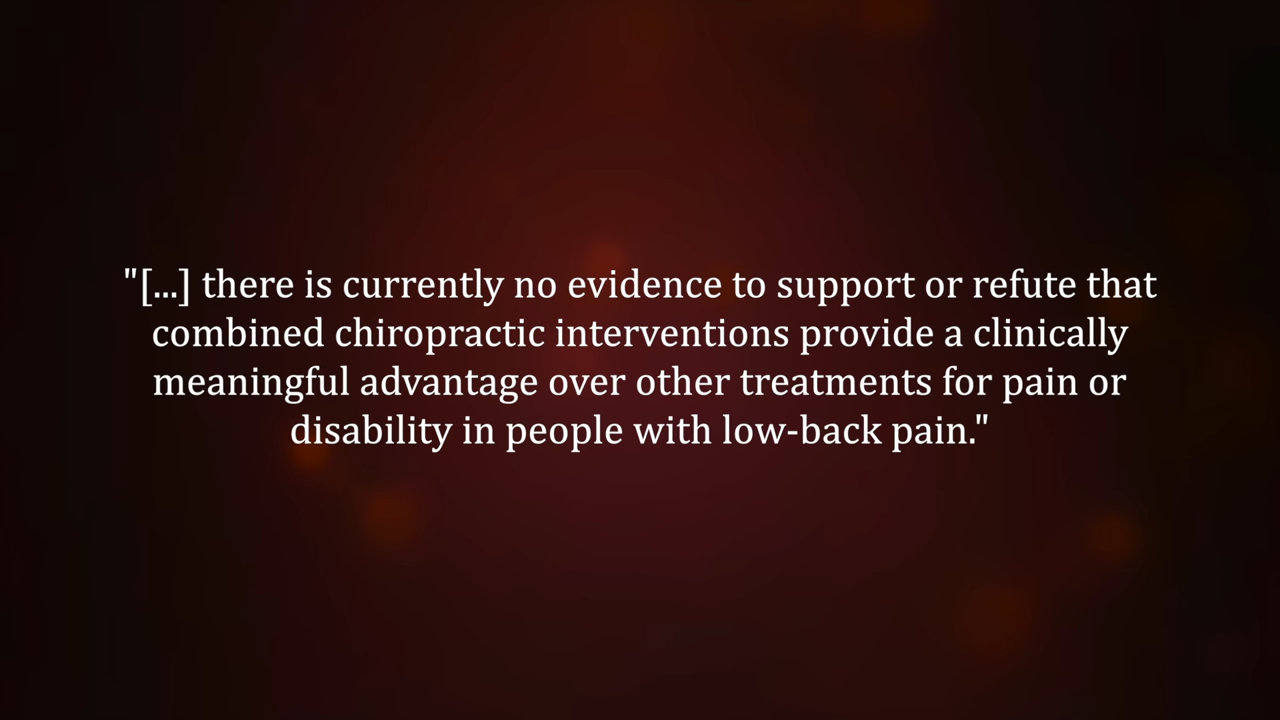 "[...] there is currently no evidence to support or refute that
combined chiropractic interventions provide a clinically
meaningful advantage over other treatments for pain or
disability in people with low-back pain."